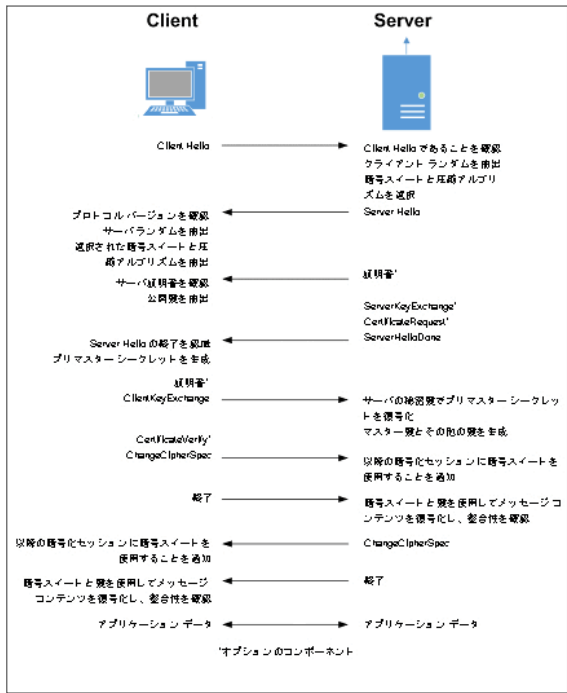 Client
Server
Client Hello
Client Hello であることを確認
クライアント ランダムを抽出
暗号スイートと圧縮アルゴリ
ズムを選択
Server Hello
プロトコル バージョンを確認
サーバ ランダムを抽出
選択された暗号スイートと圧
縮アルゴリズムを抽出
証明書*
サーバ証明書を確認
公開鍵を抽出
ServerKeyExchange*
CertificateRequest*
ServerHelloDone
Server Hello の終了を認識
プリマスター シークレットを作成
証明書*
ClientKeyExchange
サーバの秘密鍵でプリマスター シークレッ
トを復号化
マスター鍵とその他の鍵を作成
CertificateVerify*
ChangeCipherSpec
以降の暗号化セッションに暗号スイートを
使用することを追加
終了
暗号スイートと鍵を使用してメッセージ コ
ンテンツを復号化し、整合性を確認
以降の暗号化セッションに暗号スイートを
使用することを追加
ChangeCipherSpec
終了
暗号スイートと鍵を使用してメッセージ
コンテンツを復号化し、整合性を確認
アプリケーション データ
アプリケーション データ
*オプションのコンポーネント